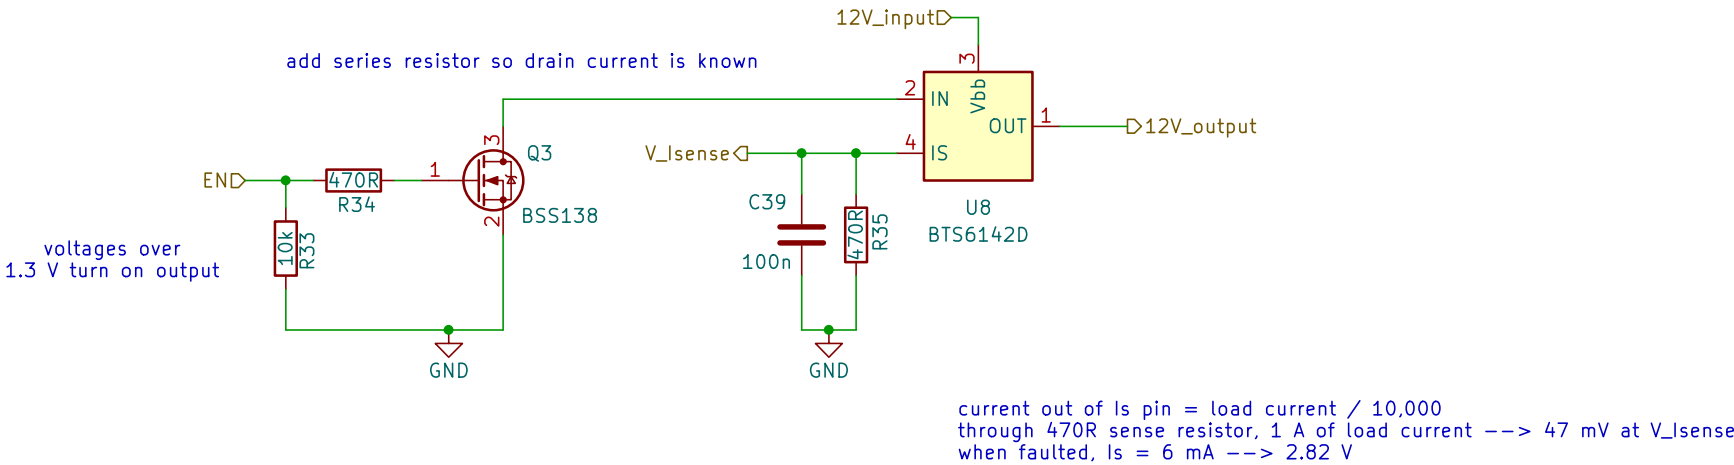 12V_input
add series resistor so drain current is known
3
Vbb
2
IN
OUT
1
12V_output
3
Q3
V_Isense
4
IS
EN
470R
R34
1
2
BSS138
C39
100n
470R
R35
U8
BTS6142D
10k
R33
voltages over
1.3 V turn on output
GND
GND
current out of Is pin = load current / 10,000
through 470R sense resistor, 1 A of load current --> 47 mV at V_Isense
when faulted, Is = 6 mA --> 2.82 V